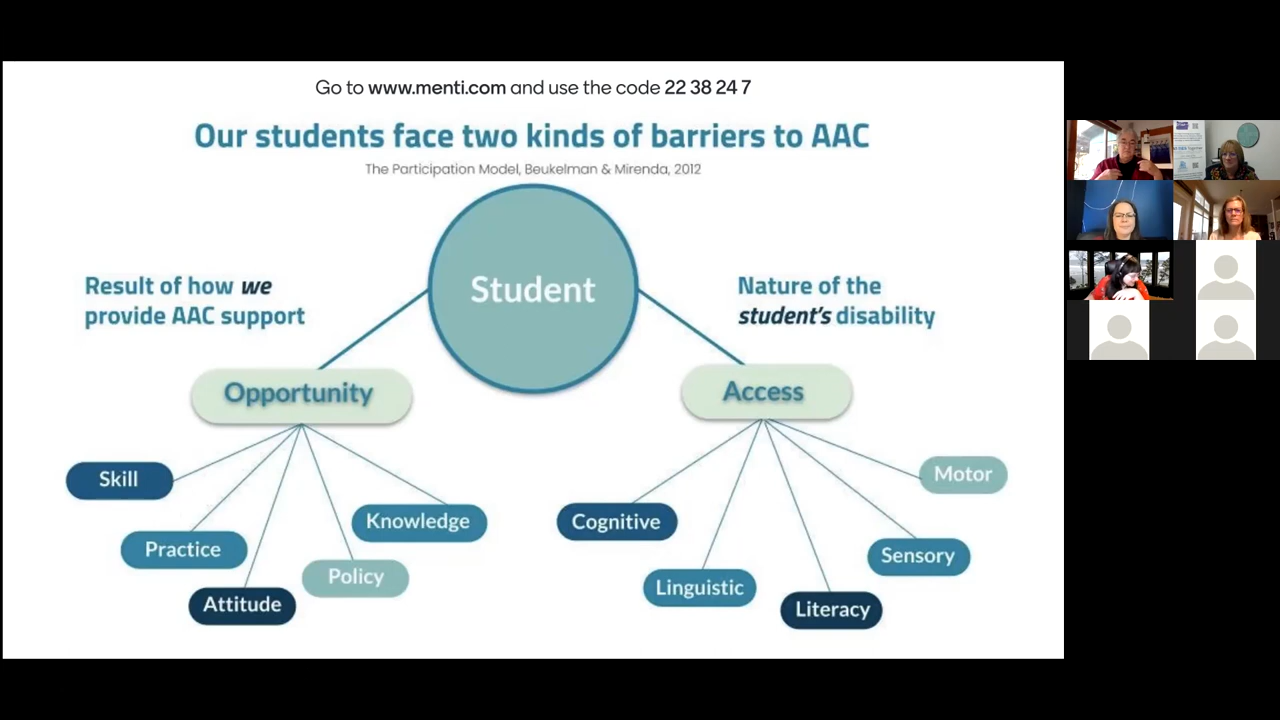 Go to www.menti.com and use the code 22 38 24 7
Our students face two kinds of barriers to AAC
The Participation Model, Beukelman & Mirenda, 2012
Student
Result of how we
provide AAC support
Nature of the
student's disability
Opportunity
Access
Skill
Practice
Attitude
Policy
Knowledge
Cognitive
Linguistic
Literacy
Sensory
Motor